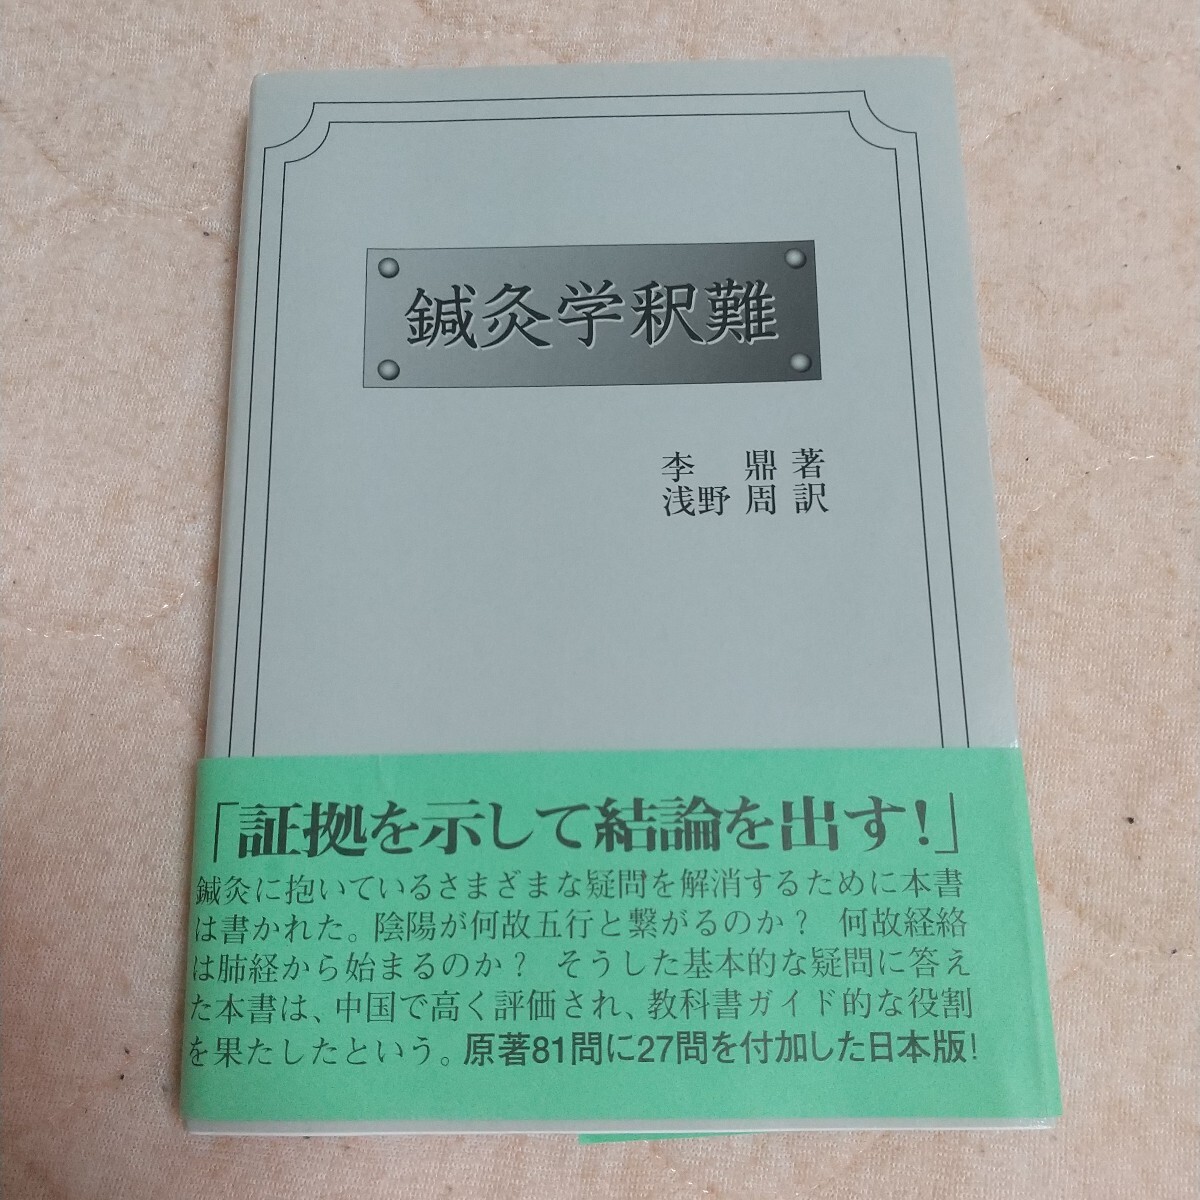 鍼灸学釈難
李 鼎 著
浅野 周 訳
「証拠を示して結論を出す!」
鍼灸に抱いているさまざまな疑問を解消するために本書
は書かれた。陰陽が何故五行と繋がるのか? 何故経絡
は肺経から始まるのか? そうした基本的な疑問に答え
た本書は、中国で高く評価され、教科書ガイド的な役割
を果たしたという。原著81問に27問を付加した日本版!